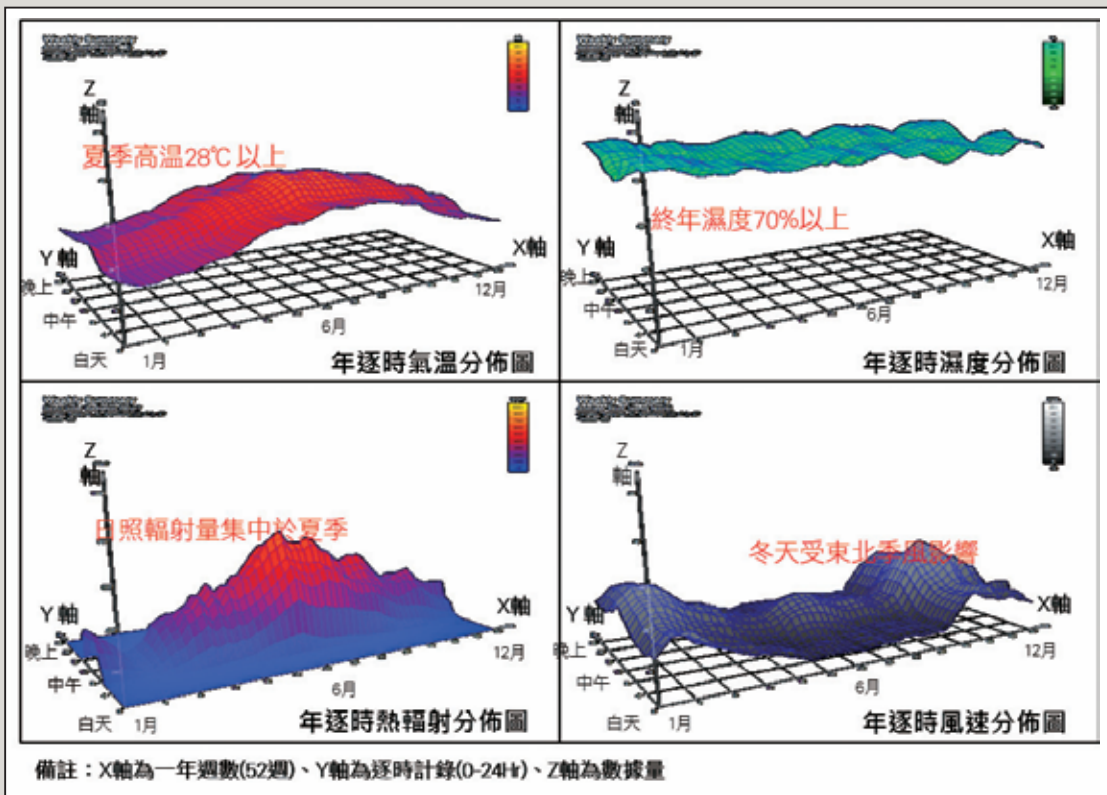 Z
軸
夏季高溫28℃ 以上
Y 軸
X軸
晚上
12月
中午
6月
白天
1月
年逐時氣溫分佈圖
Z
軸
終年濕度70%以上
Y 軸
X軸
晚上
12月
中午
6月
白天
1月
年逐時濕度分佈圖
Z
軸
日照輻射量集中於夏季
Y 軸
X軸
晚上
12月
中午
6月
白天
1月
年逐時熱輻射分佈圖
Z
軸
冬天受東北季風影響
Y 軸
X軸
晚上
12月
中午
6月
白天
1月
年逐時風速分佈圖
備註：X軸為一年週數(52週)、Y軸為逐時計錄(0-24Hr)、Z軸為數據量